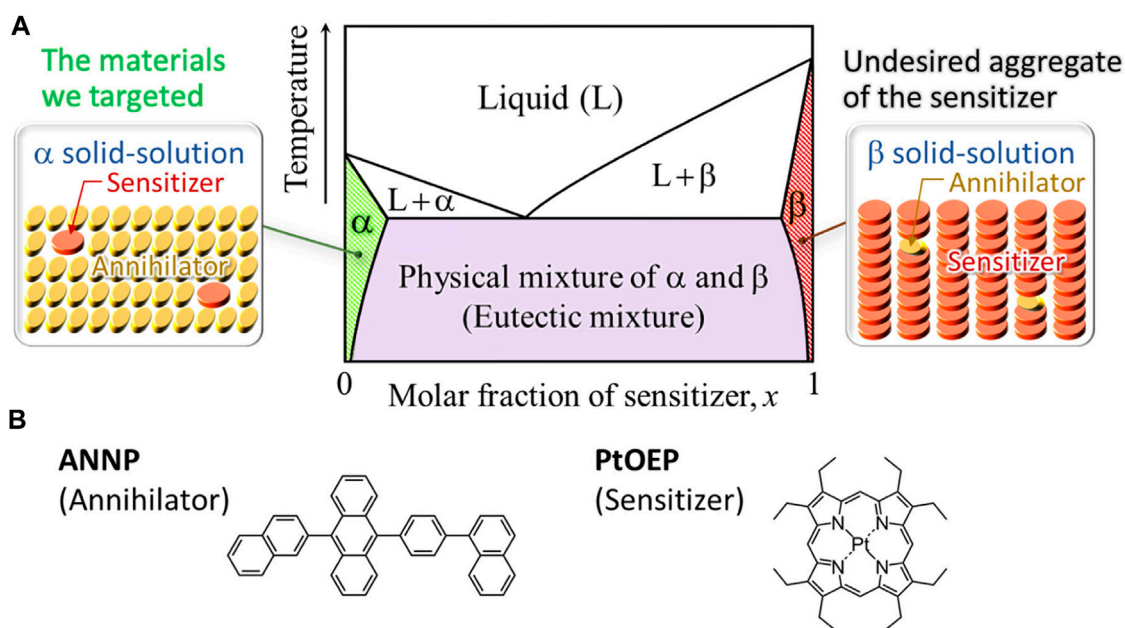 A
The materials
we targeted
α solid-solution
Sensitizer
Annihilator
Temperature
Liquid (L)
L+α
L+β
α
β
Physical mixture of α and β
(Eutectic mixture)
0
1
Molar fraction of sensitizer, x
Undesired aggregate
of the sensitizer
β solid-solution
Annihilator
Sensitizer
B
ANNP
(Annihilator)
PtOEP
(Sensitizer)
N
N
Pt
N
N